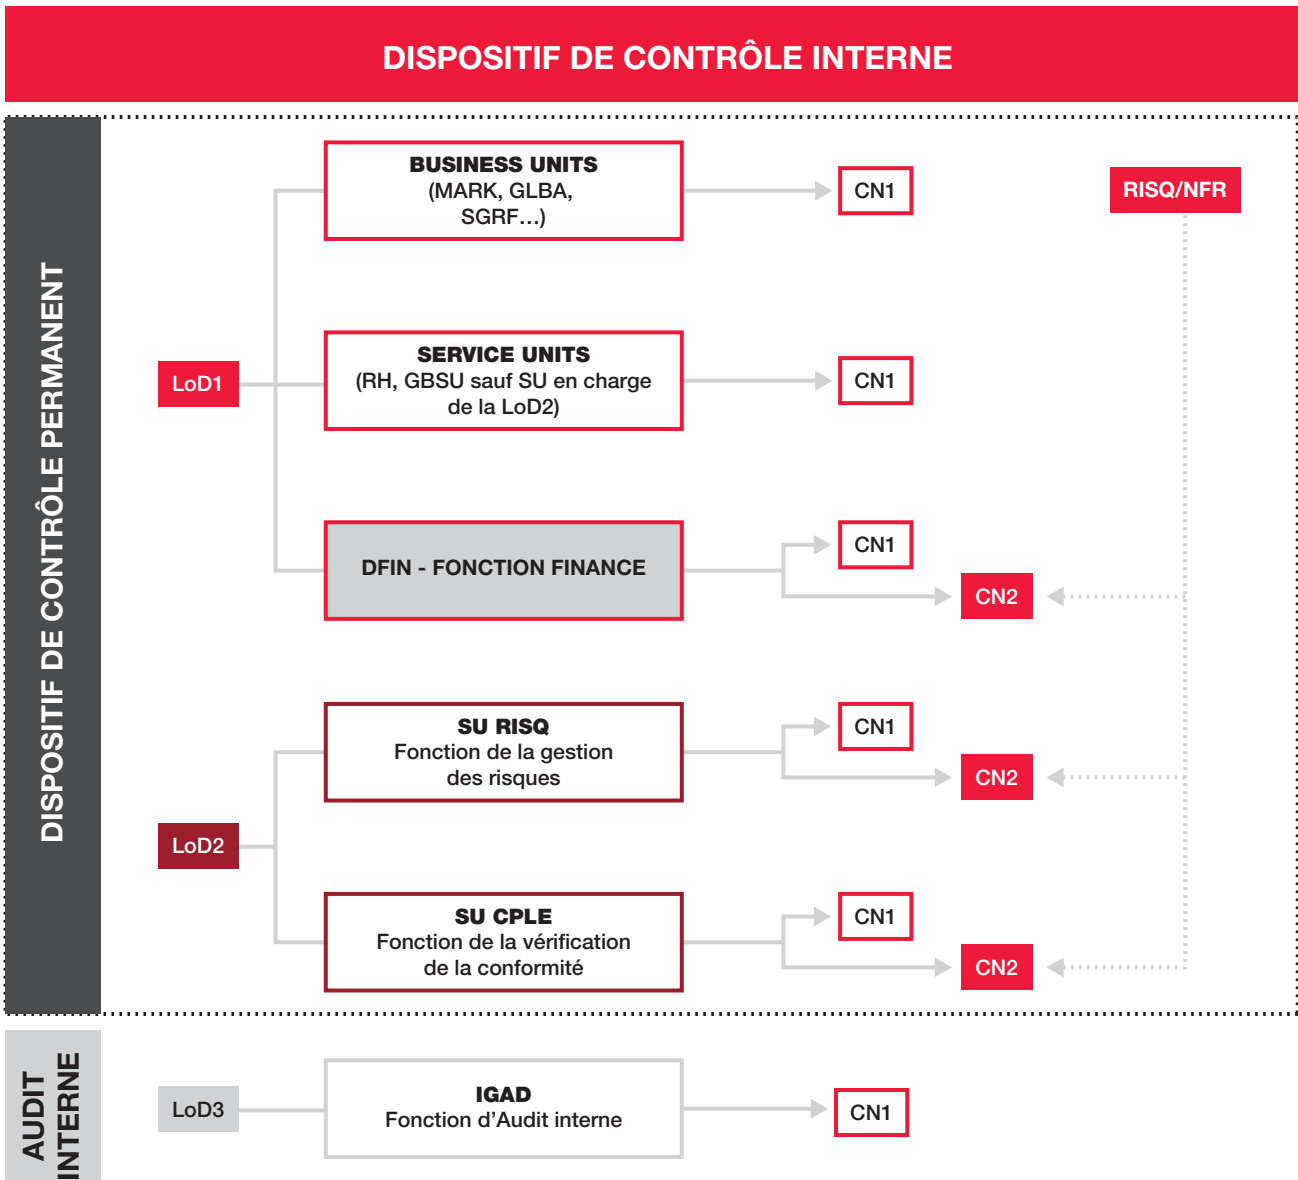 DISPOSITIF DE CONTRÔLE INTERNE
DISPOSITIF DE CONTRÔLE PERMANENT
LoD1
BUSINESS UNITS
(MARK, GLBA,
SGRF…)
CN1
RISQ/NFR
SERVICE UNITS
(RH, GBSU sauf SU en charge
de la LoD2)
CN1
DFIN - FONCTION FINANCE
CN1
CN2
LoD2
SU RISQ
Fonction de la gestion
des risques
CN1
CN2
SU CPLE
Fonction de la vérification
de la conformité
CN1
CN2
AUDIT
INTERNE
LoD3
IGAD
Fonction d’Audit interne
CN1